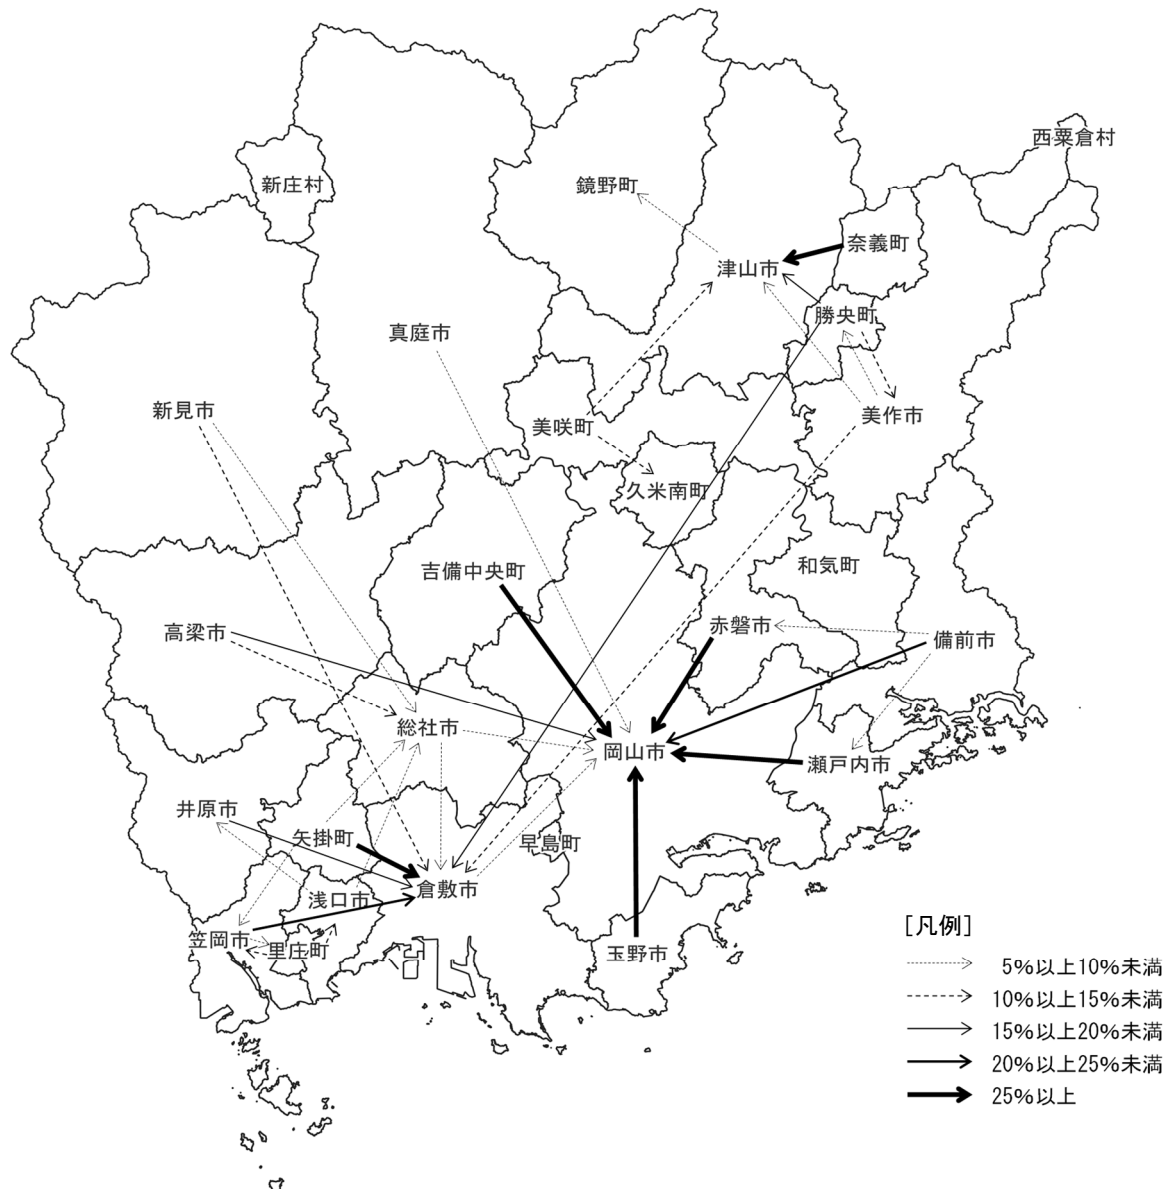 西粟倉村
新庄村
鏡野町
奈義町
津山市
勝央町
真庭市
新見市
美咲町
美作市
久米南町
和気町
吉備中央町
高梁市
赤磐市
備前市
総社市
岡山市
瀬戸内市
井原市
矢掛町
早島町
倉敷市
浅口市
笠岡市
里庄町
玉野市
[凡例]
5%以上10%未満
10%以上15%未満
15%以上20%未満
20%以上25%未満
25%以上